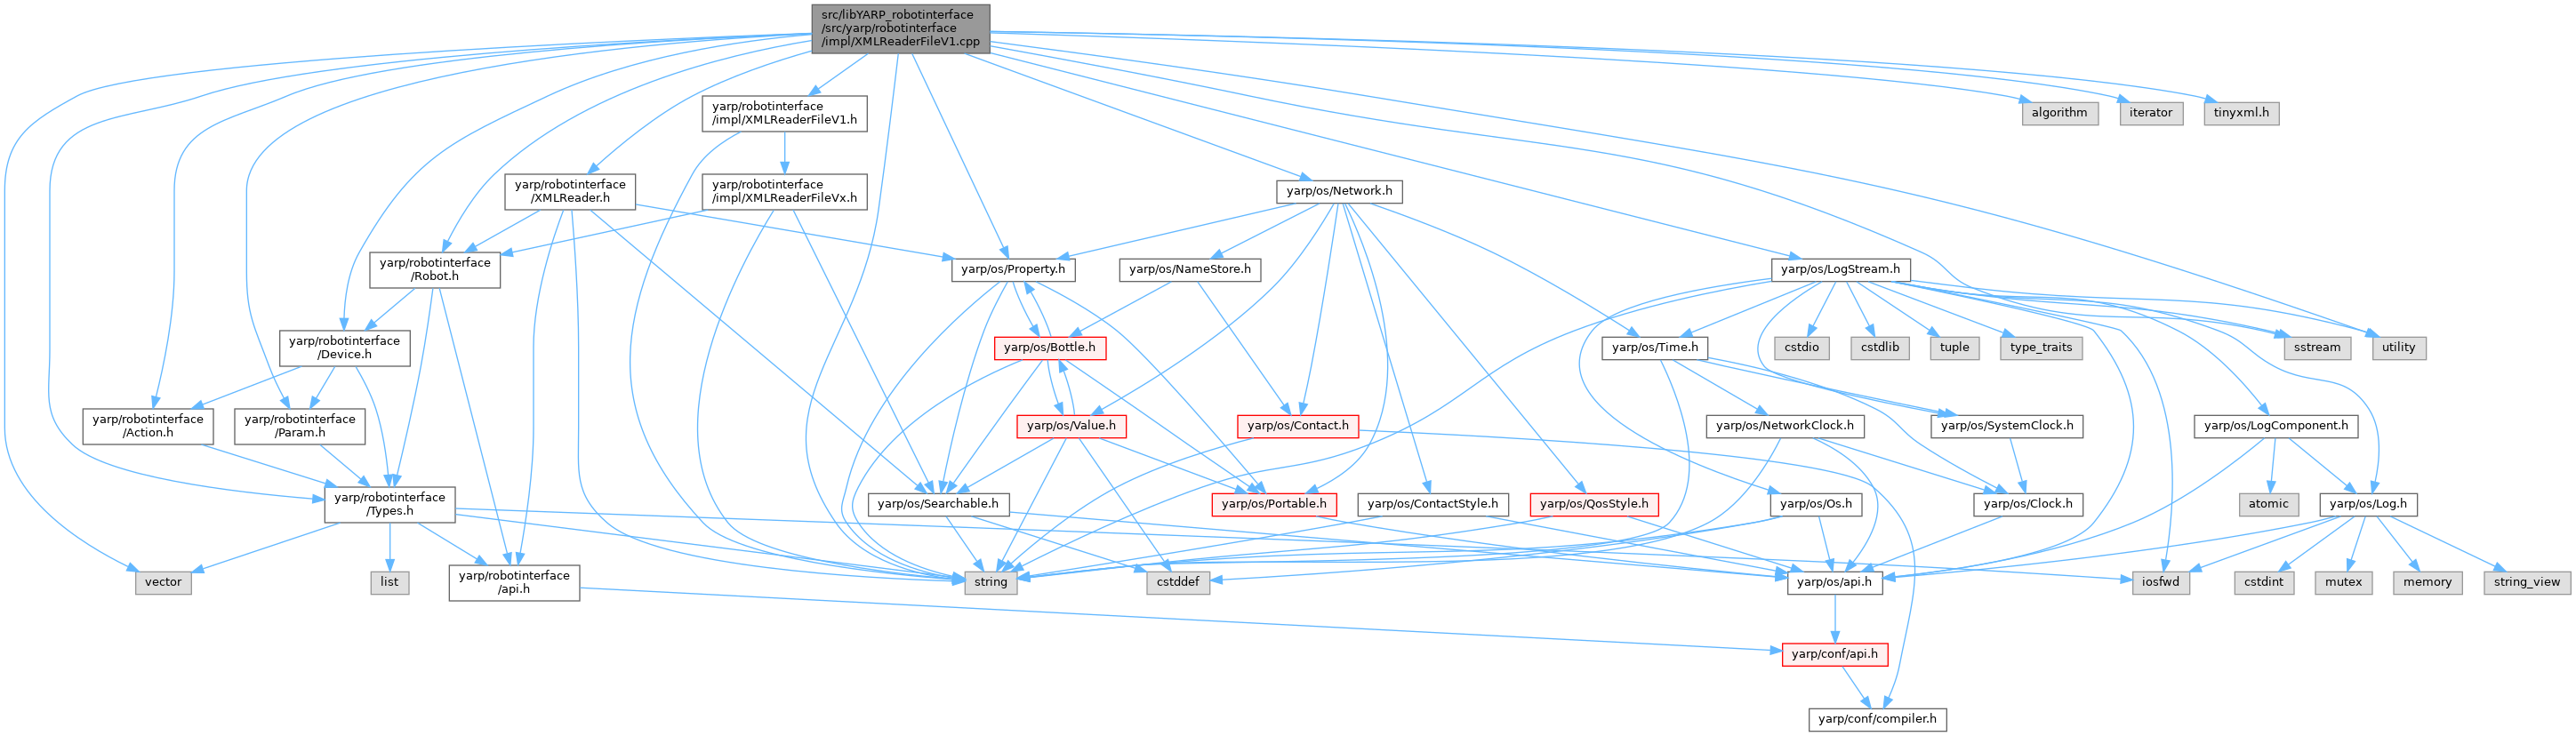 src/libYARP_robotinterface
/src/yarp/robotinterface
/impl/XMLReaderFileV1.cpp
yarp/robotinterface
/impl/XMLReaderFileV1.h
algorithm
iterator
tinyxml.h
yarp/robotinterface
/XMLReader.h
yarp/robotinterface
/impl/XMLReaderFileVx.h
yarp/os/Network.h
yarp/robotinterface
/Robot.h
yarp/os/Property.h
yarp/os/NameStore.h
yarp/os/LogStream.h
yarp/robotinterface
/Device.h
yarp/os/Bottle.h
yarp/os/Time.h
cstdio
cstdlib
tuple
type_traits
sstream
utility
yarp/robotinterface
/Action.h
yarp/robotinterface
/Param.h
yarp/os/Value.h
yarp/os/Contact.h
yarp/os/NetworkClock.h
yarp/os/SystemClock.h
yarp/os/LogComponent.h
yarp/robotinterface
/Types.h
yarp/os/Searchable.h
yarp/os/Portable.h
yarp/os/ContactStyle.h
yarp/os/QosStyle.h
yarp/os/Os.h
yarp/os/Clock.h
atomic
yarp/os/Log.h
vector
list
yarp/robotinterface
/api.h
string
cstddef
yarp/os/api.h
iosfwd
cstdint
mutex
memory
string_view
yarp/conf/api.h
yarp/conf/compiler.h